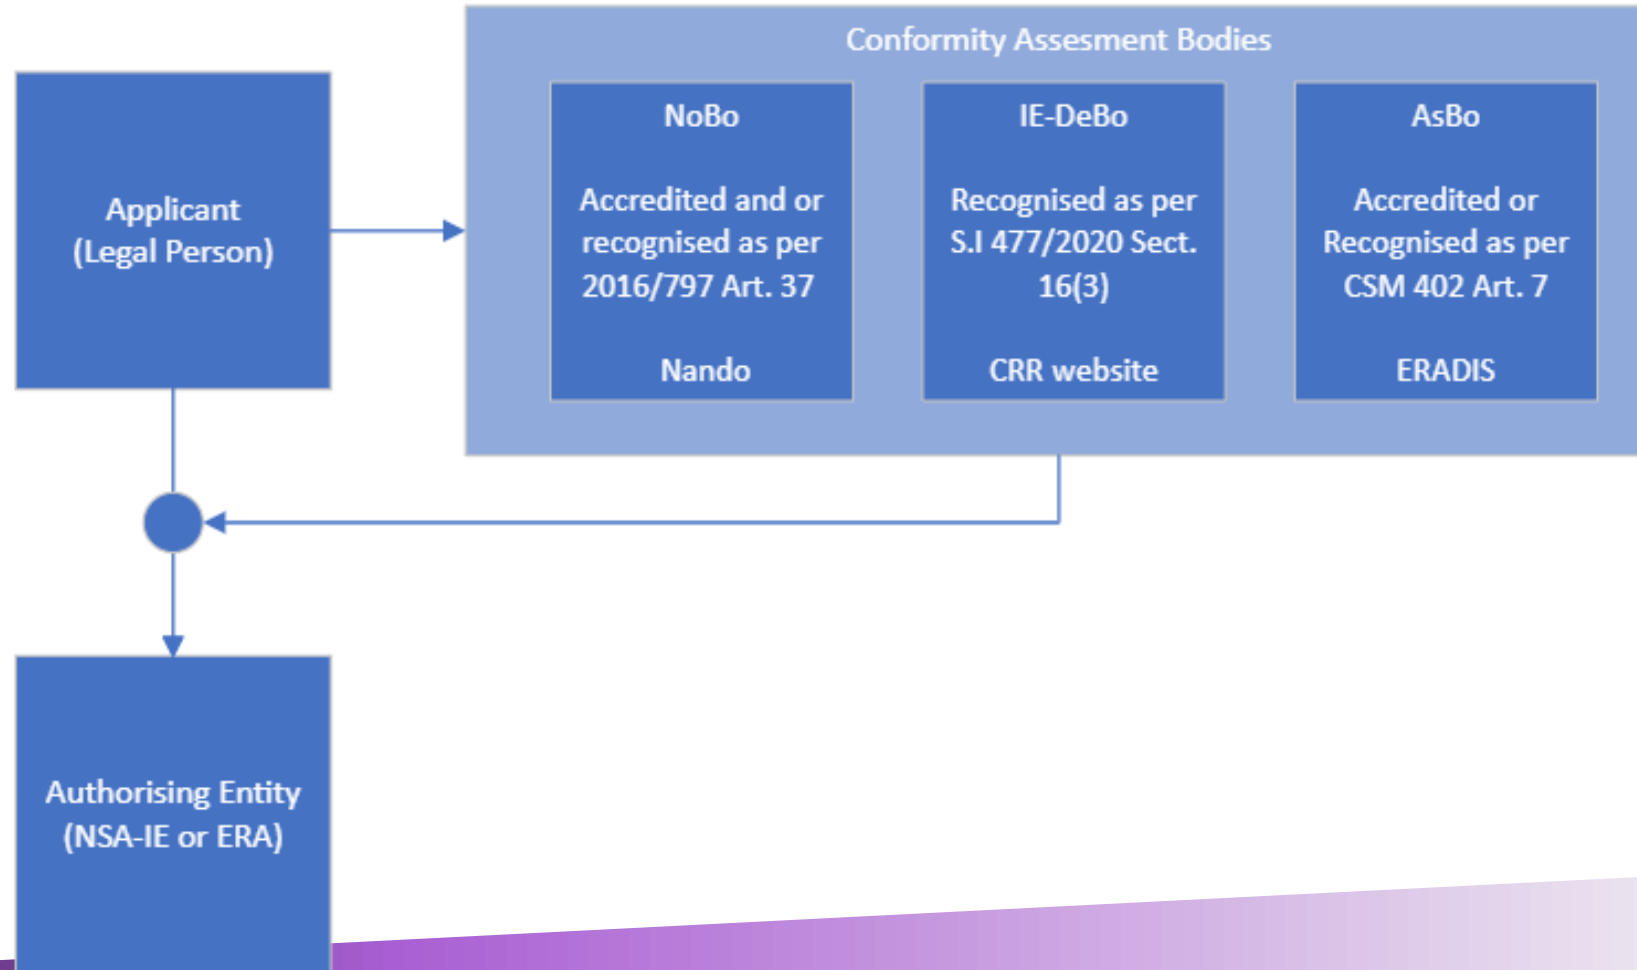 Conformity Assesment Bodies
Applicant
(Legal Person)
NoBo
Accredited and or
recognised as per
2016/797 Art. 37
Nando
IE-DeBo
Recognised as per
S.I 477/2020 Sect.
16(3)
CRR website
AsBo
Accredited or
Recognised as per
CSM 402 Art. 7
ERADIS
Authorising Entity
(NSA-IE or ERA)